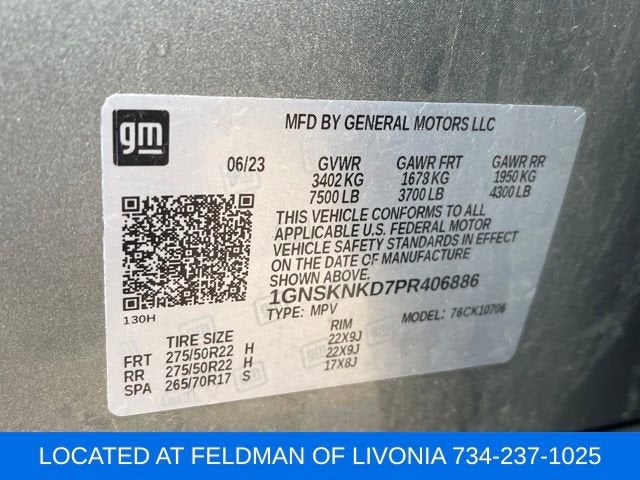 gm
MFD BY GENERAL MOTORS LLC
06/23 GVWR GAWR FRT GAWR RR
3402 KG 1678 KG 1950 KG
7500 LB 3700 LB 4300 LB
THIS VEHICLE CONFORMS TO ALL
APPLICABLE U.S. FEDERAL MOTOR
VEHICLE SAFETY STANDARDS IN EFFECT
ON THE DATE OF MANUFACTURE
SHOWN ABOVE.
1GNSKNKD7PR406886
TYPE: MPV MODEL: 76CK10706
130H
TIRE SIZE RIM
FRT 275/50R22 H 22X9J
RR 275/50R22 H 22X9J
SPA 265/70R17 S 17X8J
LOCATED AT FELDMAN OF LIVONIA 734-237-1025